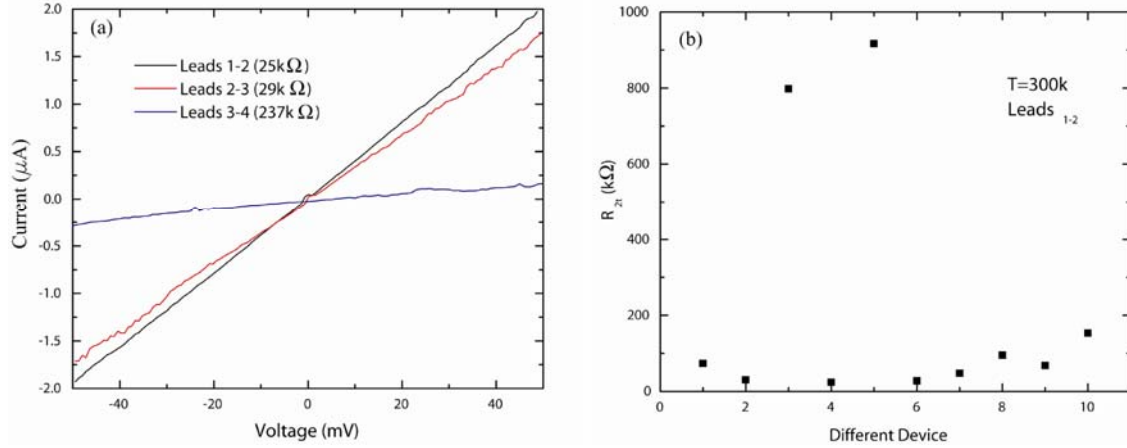 (a)
Leads 1-2 (25kΩ)
Leads 2-3 (29k Ω)
Leads 3-4 (237k Ω)
Current (μA)
2.0
1.5
1.0
0.5
0.0
-0.5
-1.0
-1.5
-2.0
-40
-20
0
20
40
Voltage (mV)
(b)
T=300k
Leads 1-2
R 2t (kΩ)
1000
800
600
400
200
0
0
2
4
6
8
10
Different Device